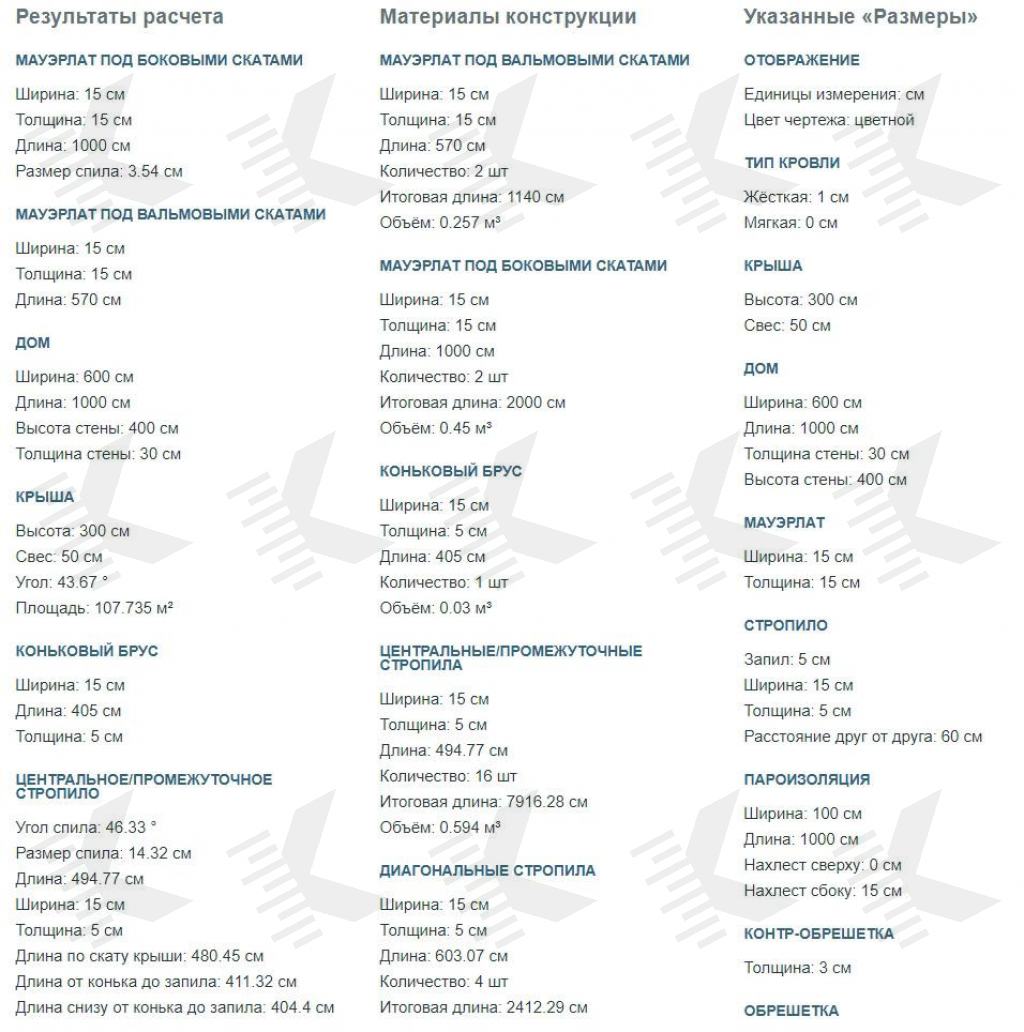 Результаты расчета
МАУЭРЛАТ ПОД БОКОВЫМИ СКАТАМИ
Ширина: 15 см
Толщина: 15 см
Длина: 1000 см
Размер спила: 3.54 см
МАУЭРЛАТ ПОД ВАЛЬМОВЫМИ СКАТАМИ
Ширина: 15 см
Толщина: 15 см
Длина: 570 см
ДОМ
Ширина: 600 см
Длина: 1000 см
Высота стены: 400 см
Толщина стены: 30 см
КРЫША
Высота: 300 см
Свес: 50 см
Угол: 43.67 °
Площадь: 107.735 м²
КОНЬКОВЫЙ БРУС
Ширина: 15 см
Длина: 405 см
Толщина: 5 см
ЦЕНТРАЛЬНОЕ/ПРОМЕЖУТОЧНОЕ
СТРОПИЛО
Угол спила: 46.33 °
Размер спила: 14.32 см
Длина: 494.77 см
Ширина: 15 см
Толщина: 5 см
Длина по скату крыши: 480.45 см
Длина от конька до запила: 411.32 см
Длина снизу от конька до запила: 404.4 см
Материалы конструкции
МАУЭРЛАТ ПОД ВАЛЬМОВЫМИ СКАТАМИ
Ширина: 15 см
Толщина: 15 см
Длина: 570 см
Количество: 2 шт
Итоговая длина: 1140 см
Объём: 0.257 м³
МАУЭРЛАТ ПОД БОКОВЫМИ СКАТАМИ
Ширина: 15 см
Толщина: 15 см
Длина: 1000 см
Количество: 2 шт
Итоговая длина: 2000 см
Объём: 0.45 м³
КОНЬКОВЫЙ БРУС
Ширина: 15 см
Толщина: 5 см
Длина: 405 см
Количество: 1 шт
Объём: 0.03 м³
ЦЕНТРАЛЬНЫЕ/ПРОМЕЖУТОЧНЫЕ
СТРОПИЛА
Ширина: 15 см
Толщина: 5 см
Длина: 494.77 см
Количество: 16 шт
Итоговая длина: 7916.28 см
Объём: 0.594 м³
ДИАГОНАЛЬНЫЕ СТРОПИЛА
Ширина: 15 см
Толщина: 5 см
Длина: 603.07 см
Количество: 4 шт
Итоговая длина: 2412.29 см
Указанные «Размеры»
ОТОБРАЖЕНИЕ
Единицы измерения: см
Цвет чертежа: цветной
ТИП КРОВЛИ
Жёсткая: 1 см
Мягкая: 0 см
КРЫША
Высота: 300 см
Свес: 50 см
ДОМ
Ширина: 600 см
Длина: 1000 см
Толщина стены: 30 см
Высота стены: 400 см
МАУЭРЛАТ
Ширина: 15 см
Толщина: 15 см
СТРОПИЛО
Запил: 5 см
Ширина: 15 см
Толщина: 5 см
Расстояние друг от друга: 60 см
ПАРОИЗОЛЯЦИЯ
Ширина: 100 см
Длина: 1000 см
Нахлест сверху: 0 см
Нахлест сбоку: 15 см
КОНТР-ОБРЕШЕТКА
Толщина: 3 см
ОБРЕШЕТКА